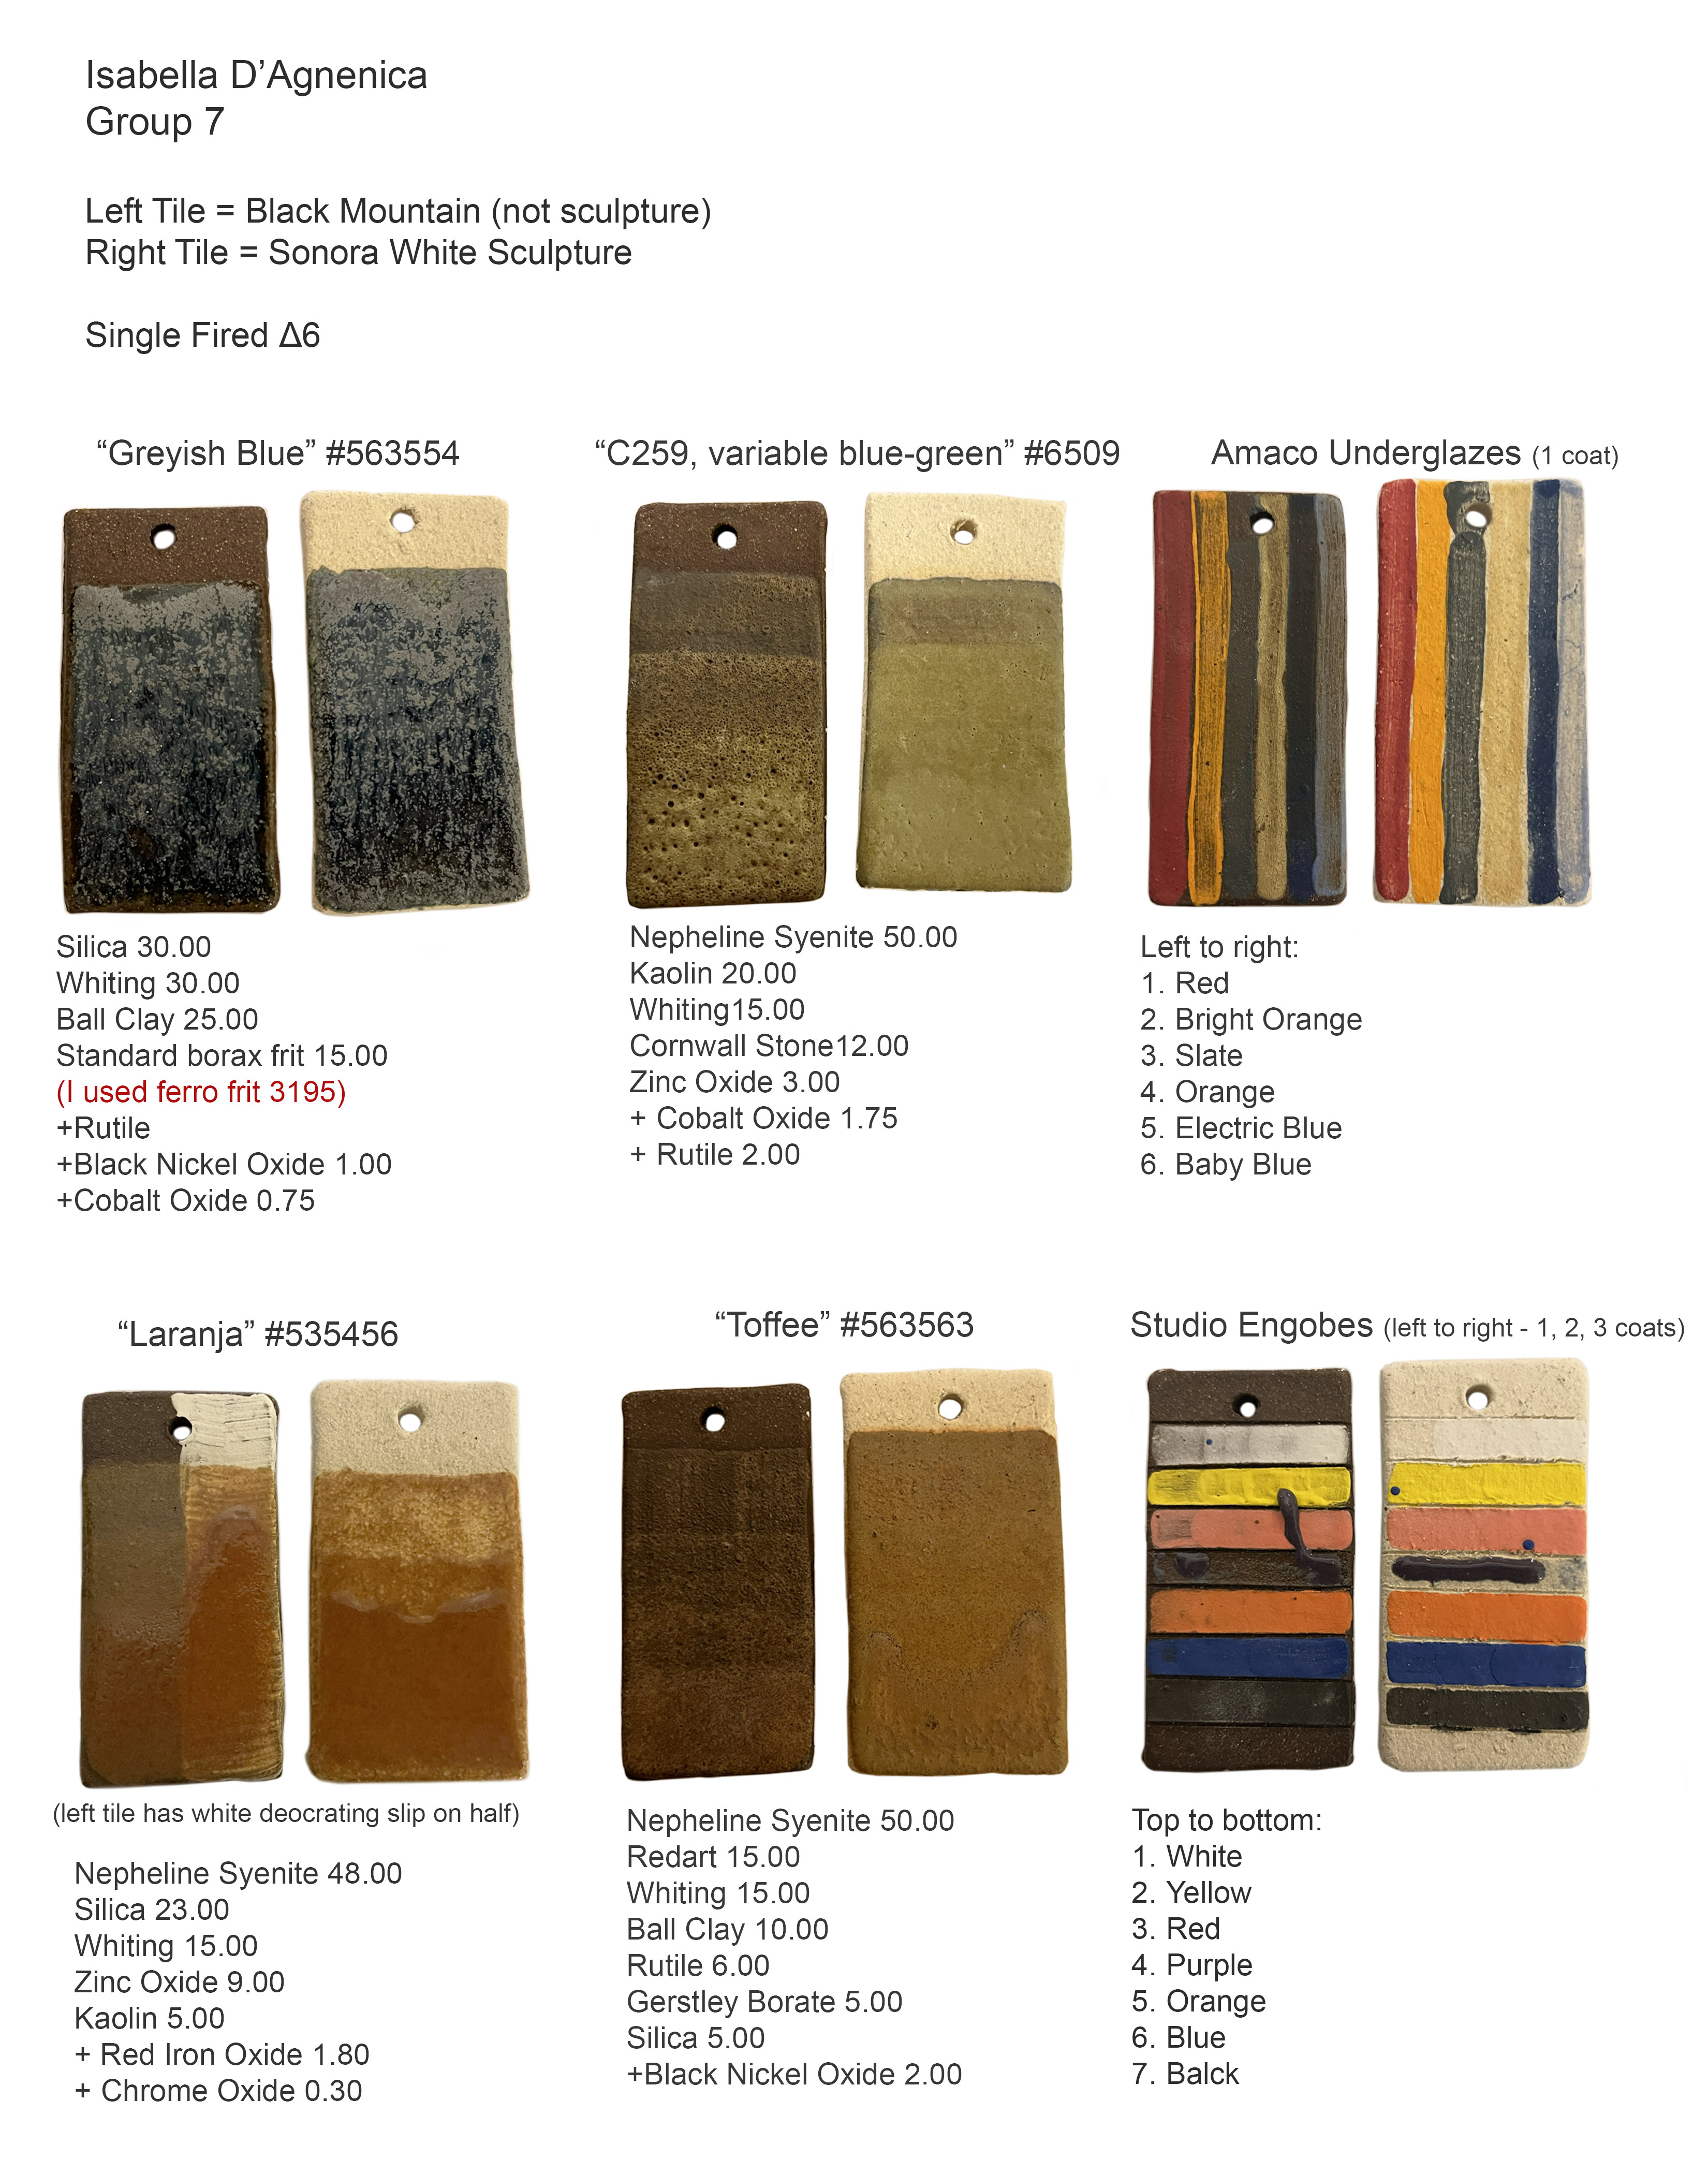 Isabella D’Agnenica
Group 7
Left Tile = Black Mountain (not sculpture)
Right Tile = Sonora White Sculpture
Single Fired Δ6
“Greyish Blue” #563554
Silica 30.00
Whiting 30.00
Ball Clay 25.00
Standard borax frit 15.00
(I used ferro frit 3195)
+Rutile
+Black Nickel Oxide 1.00
+Cobalt Oxide 0.75
“C259, variable blue-green” #6509
Nepheline Syenite 50.00
Kaolin 20.00
Whiting15.00
Cornwall Stone12.00
Zinc Oxide 3.00
+ Cobalt Oxide 1.75
+ Rutile 2.00
Amaco Underglazes (1 coat)
Left to right:
1. Red
2. Bright Orange
3. Slate
4. Orange
5. Electric Blue
6. Baby Blue
“Laranja” #535456
(left tile has white deocrating slip on half)
Nepheline Syenite 48.00
Silica 23.00
Whiting 15.00
Zinc Oxide 9.00
Kaolin 5.00
+ Red Iron Oxide 1.80
+ Chrome Oxide 0.30
“Toffee” #563563
Nepheline Syenite 50.00
Redart 15.00
Whiting 15.00
Ball Clay 10.00
Rutile 6.00
Gerstley Borate 5.00
Silica 5.00
+Black Nickel Oxide 2.00
Studio Engobes (left to right - 1, 2, 3 coats)
Top to bottom:
1. White
2. Yellow
3. Red
4. Purple
5. Orange
6. Blue
7. Balck